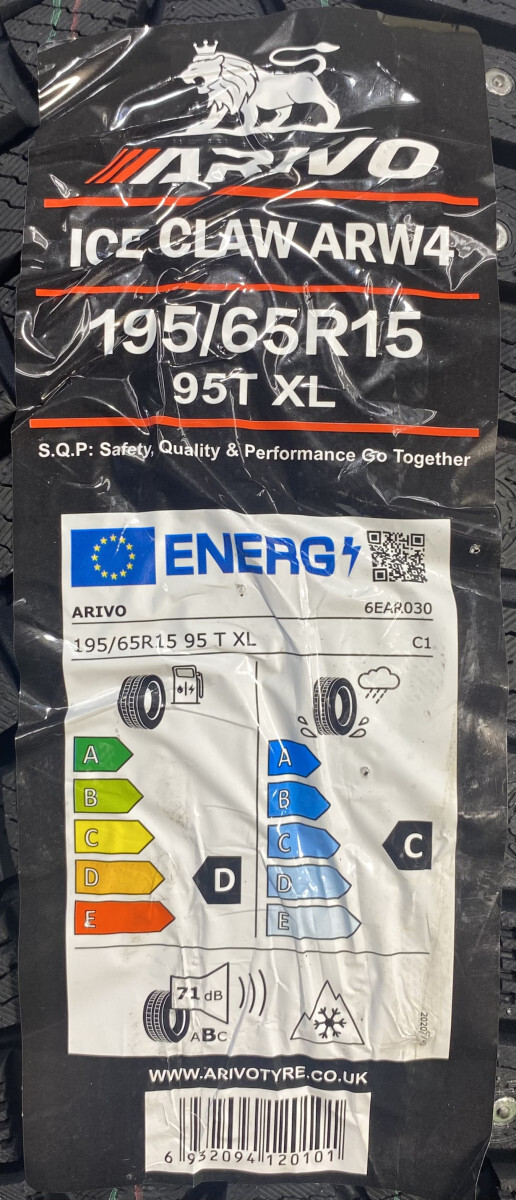 ARIVO
ICE CLAW ARW4
195/65R15
95T XL
S.Q.P: Safety, Quality & Performance Go Together
ENERG
ARIVO 6EAR030
195/65R15 95 T XL C1
A A
B B
C C C
D D D
E E
71 dB
ABC
WWW.ARIVOTYRE.CO.UK
6 932094 120101